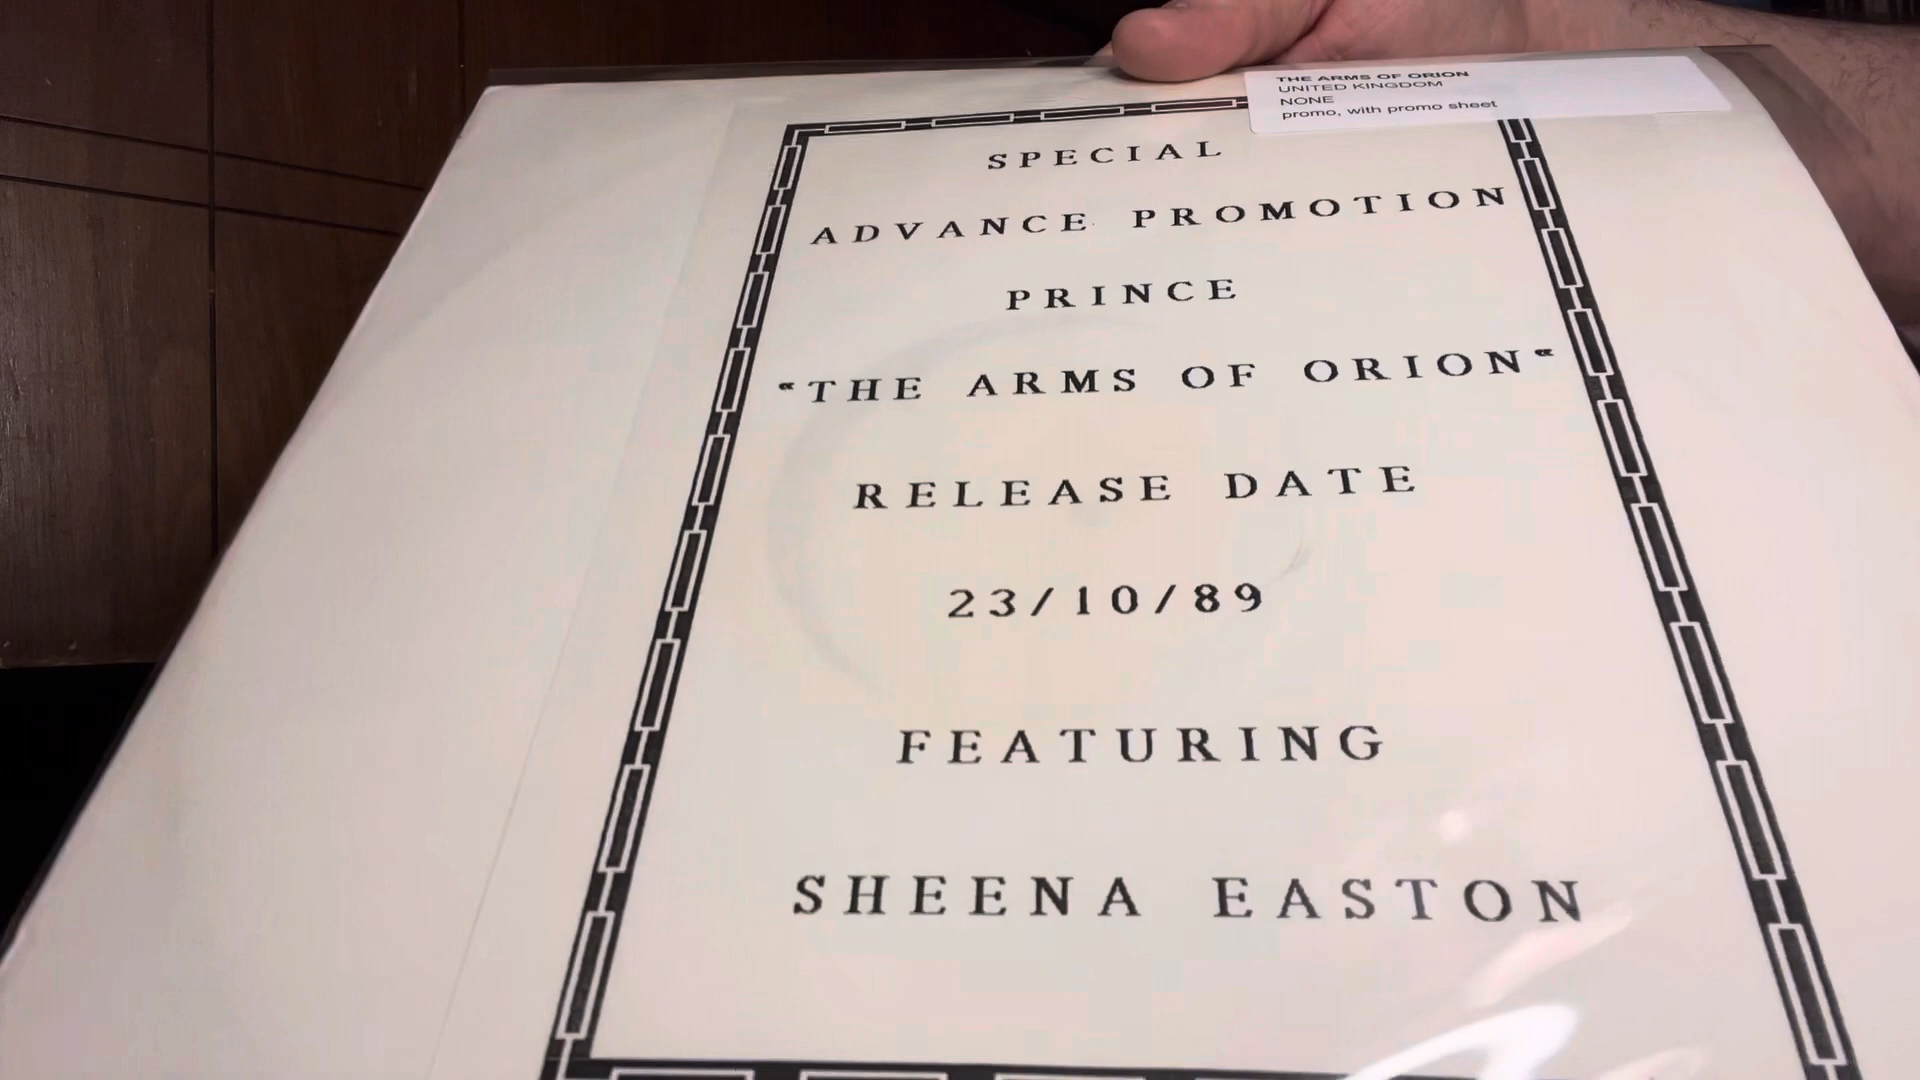 THE ARMS OF ORION
UNITED KINGDOM
NONE
promo, with promo sheet
SPECIAL
ADVANCE PROMOTION
PRINCE
"THE ARMS OF ORION"
RELEASE DATE
23/10/89
FEATURING
SHEENA EASTON